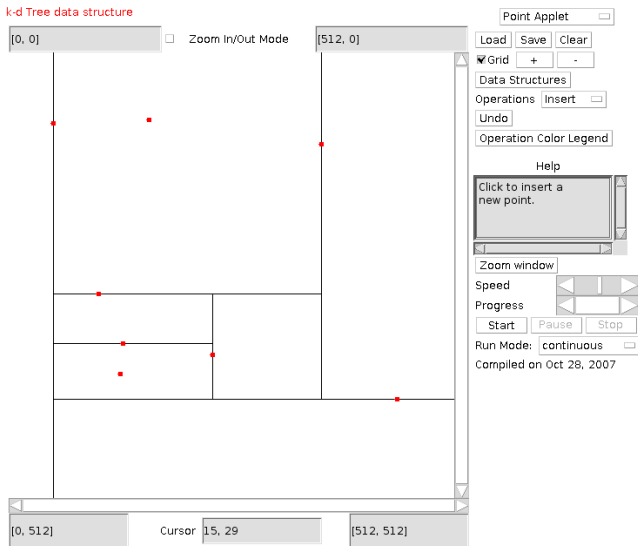 k-d Tree data structure
[0, 0]
Zoom In/Out Mode
[512, 0]
Point Applet
Load Save Clear
Grid + -
Data Structures
Operations Insert
Undo
Operation Color Legend
Help
Click to insert a
new point.
Zoom window
Speed
Progress
Start Pause Stop
Run Mode: continuous
Compiled on Oct 28, 2007
[0, 512]
Cursor 15, 29
[512, 512]